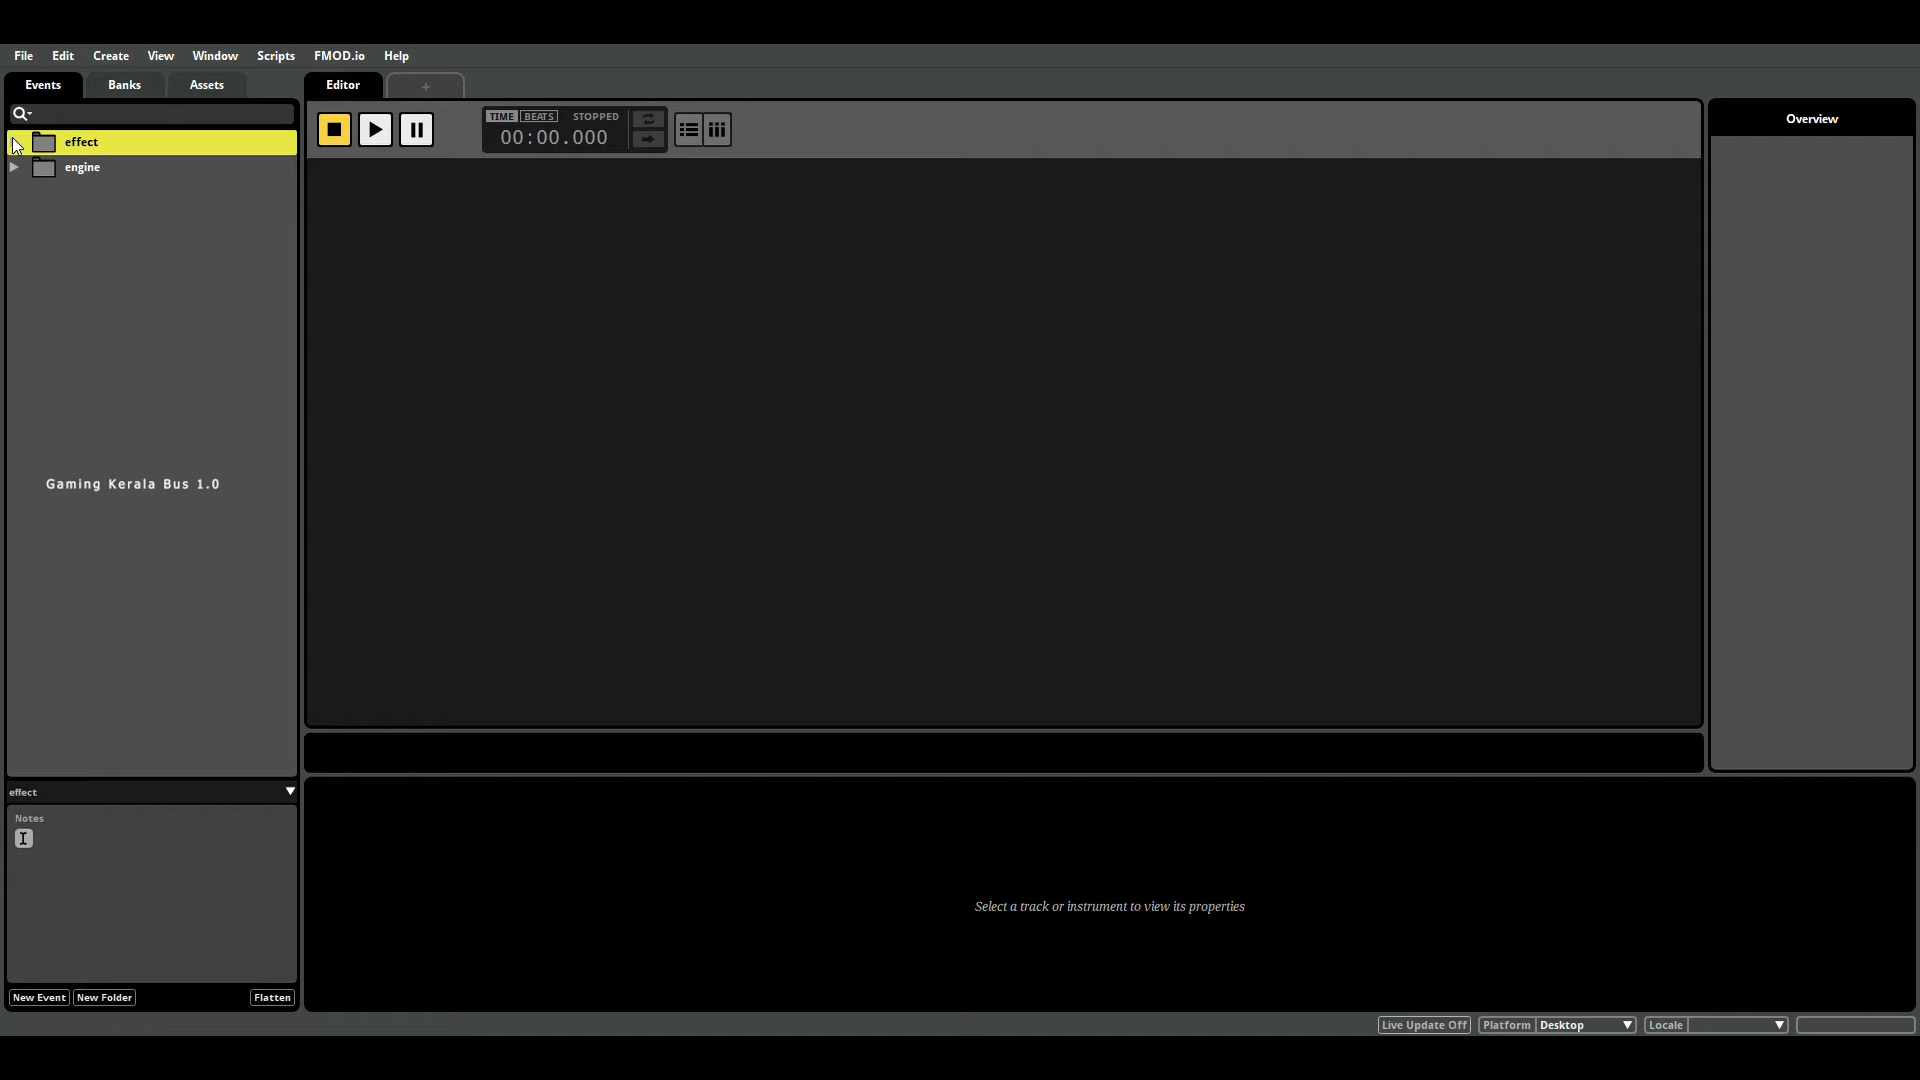 File Edit Create View Window Scripts FMOD.io Help
Events Banks Assets Editor +
TIME BEATS STOPPED
00:00.000
Overview
effect
engine
Gaming Kerala Bus 1.0
effect
Notes
Select a track or instrument to view its properties
New Event New Folder Flatten
Live Update Off Platform Desktop Locale